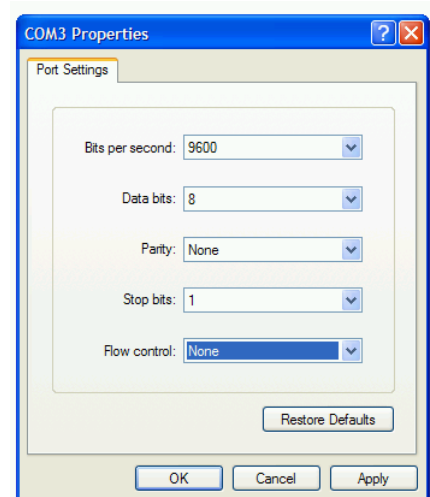 COM3 Properties
Port Settings
Bits per second: 9600
Data bits: 8
Parity: None
Stop bits: 1
Flow control: None
Restore Defaults
OK Cancel Apply